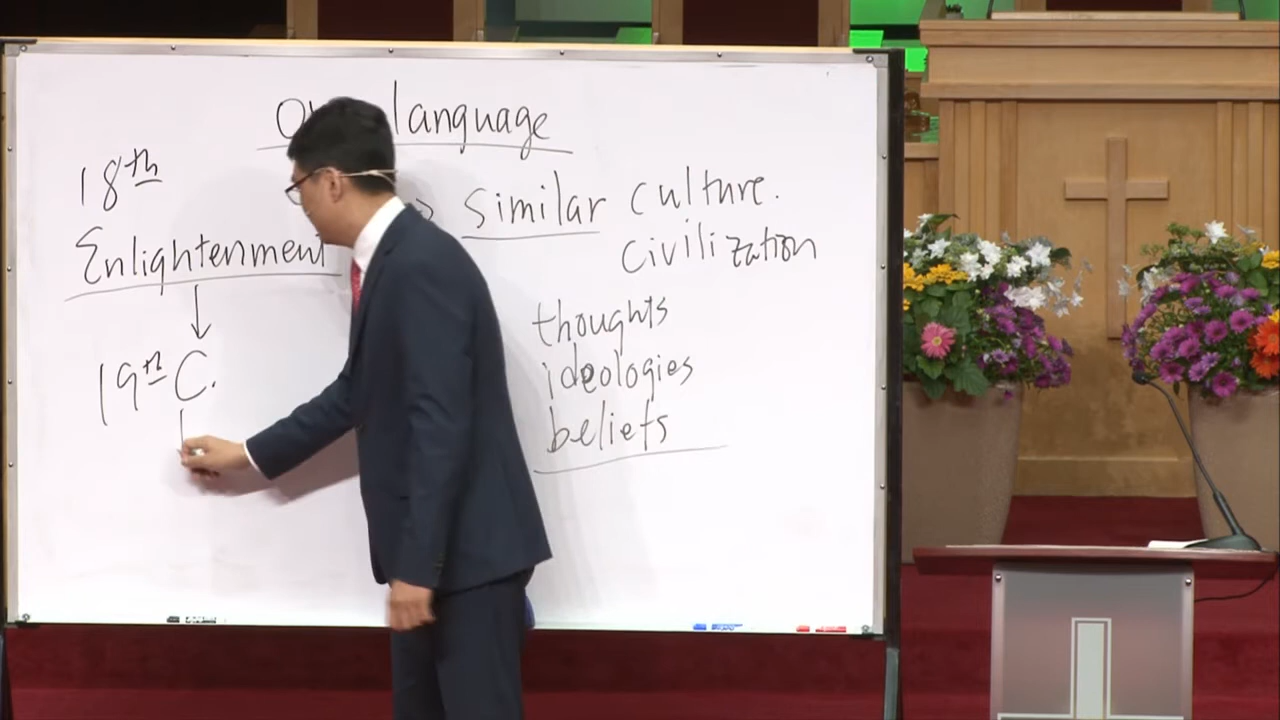 language
18th
Enlightenment
19th C.
similar culture.
civilization
thoughts
ideologies
beliefs